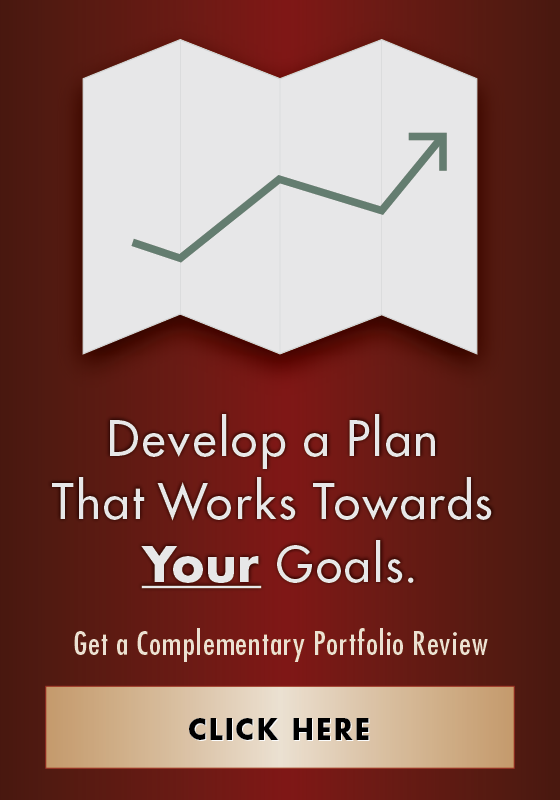 Develop a Plan
That Works Towards
Your Goals.
Get a Complementary Portfolio Review
CLICK HERE